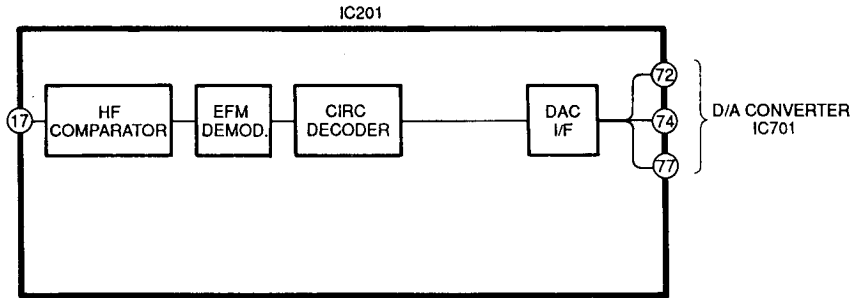 IC201
17
HF
COMPARATOR
EFM
DEMOD.
CIRC
DECODER
DAC
I/F
72
74
77
D/A CONVERTER
IC701